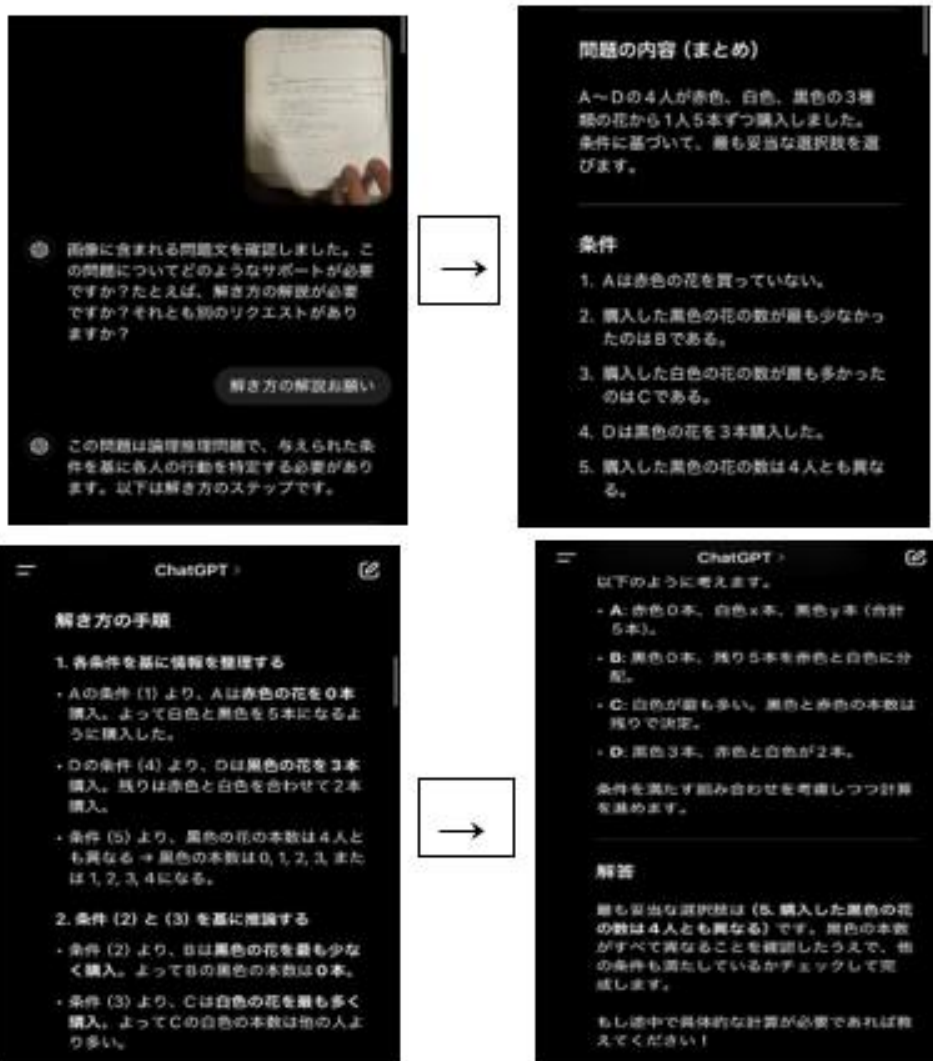 画像に含まれる問題文を確認しました。こ
の問題についてどのようなサポートが必要
ですか?たとえば、解き方の解説が必要
ですか?それとも別のリクエストがあり
ますか?
解き方の解説お願い
この問題は論理推理問題で、与えられた条
件を基に各人の行動を特定する必要があり
ます。以下は解き方のステップです。
→
問題の内容 (まとめ)
A〜Dの4人が赤色、白色、黒色の3種
類の花から1人5本ずつ購入しました。
条件に基づいて、最も妥当な選択肢を選
びます。
条件
1. Aは赤色の花を買っていない。
2. 購入した黒色の花の数が最も少なかっ
たのはBである。
3. 購入した白色の花の数が最も多かった
のはCである。
4. Dは黒色の花を3本購入した。
5. 購入した黒色の花の数は4人とも異な
る。
ChatGPT >
解き方の手順
1. 各条件を基に情報を整理する
• Aの条件 (1) より、Aは赤色の花を0本
購入。よって白色と黒色を5本になるよ
うに購入した。
• Dの条件 (4) より、Dは黒色の花を3本
購入。残りは赤色と白色を合わせて2本
購入。
• 条件 (5) より、黒色の花の本数は4人と
も異なる ⇒ 黒色の本数は0, 1, 2, 3, また
は1, 2, 3, 4になる。
2. 条件 (2) と (3) を基に推論する
• 条件 (2) より、Bは黒色の花を最も少な
く購入。よってBの黒色の本数は0本。
• 条件 (3) より、Cは白色の花を最も多く
購入。よってCの白色の本数は他の人よ
り多い。
→
ChatGPT >
以下のように考えます。
• A: 赤色0本、白色x本、黒色y本 (合計
5本)。
• B: 黒色0本、残り5本を赤色と白色に分
配。
• C: 白色が最も多い。黒色と赤色の本数は
残りで決定。
• D: 黒色3本、赤色と白色が2本。
条件を満たす組み合わせを考慮しつつ計算
を進めます。
解答
最も妥当な選択肢は (5. 購入した黒色の花
の数は4人とも異なる) です。黒色の本数
がすべて異なることを確認したうえで、他
の条件も満たしているかチェックして完
成します。
もし途中で具体的な計算が必要であれば教
えてください!